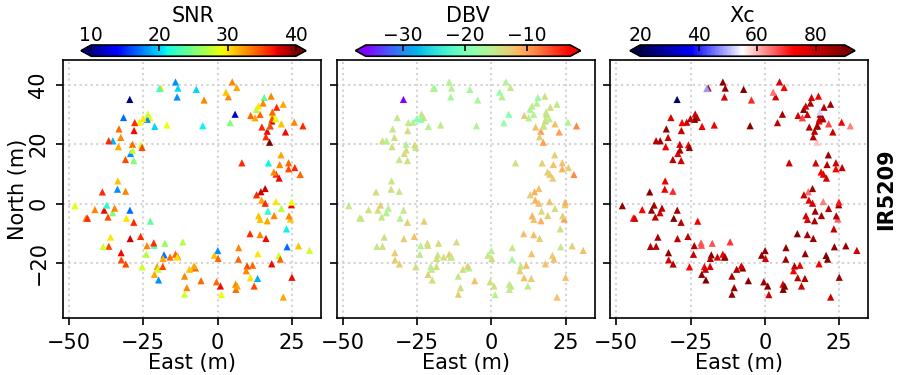 SNR DBV Xc
10 20 30 40 −30 −20 −10 20 40 60 80
40
20
0
−20
North (m)
IR5209
−50 −25 0 25 −50 −25 0 25 −50 −25 0 25
East (m) East (m) East (m)